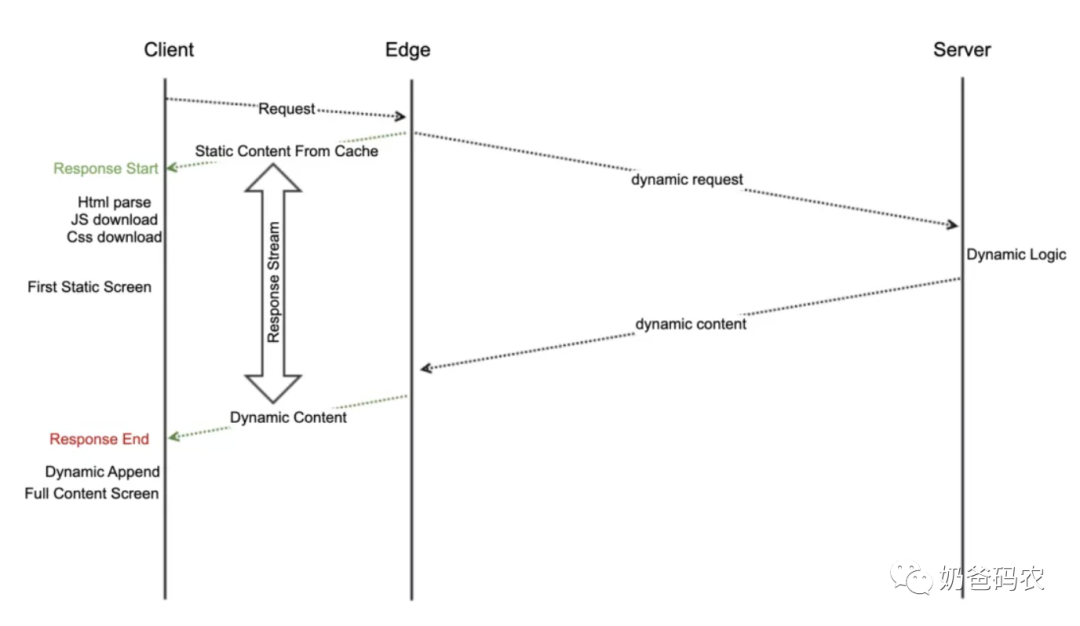 Client
Edge
Server
Request
Static Content From Cache
Response Start
dynamic request
Html parse
JS download
Css download
Response Stream
Dynamic Logic
First Static Screen
dynamic content
Dynamic Content
Response End
Dynamic Append
Full Content Screen
奶爸码农